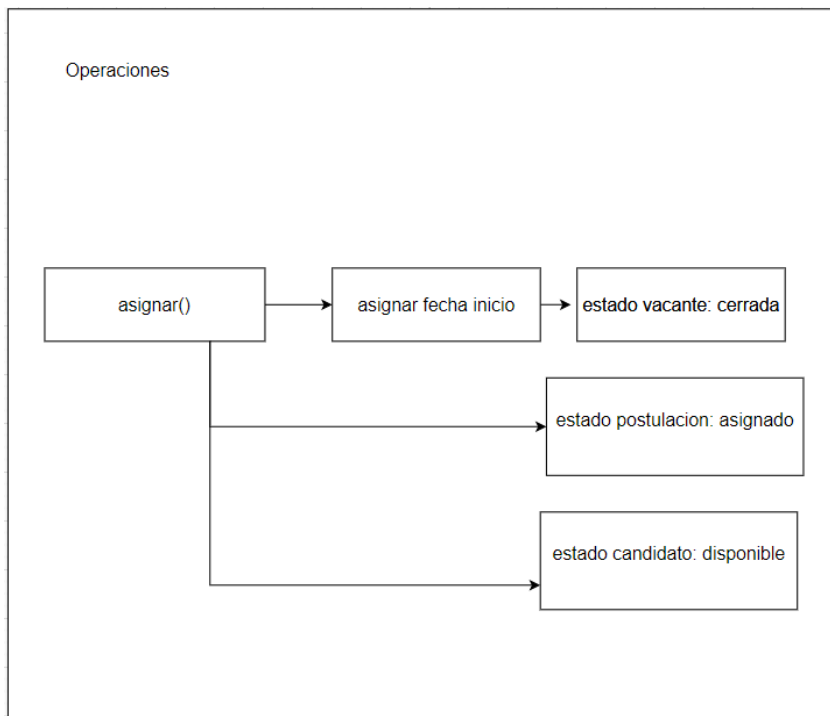 Operaciones
asignar()
asignar fecha inicio
estado vacante: cerrada
estado postulacion: asignado
estado candidato: disponible